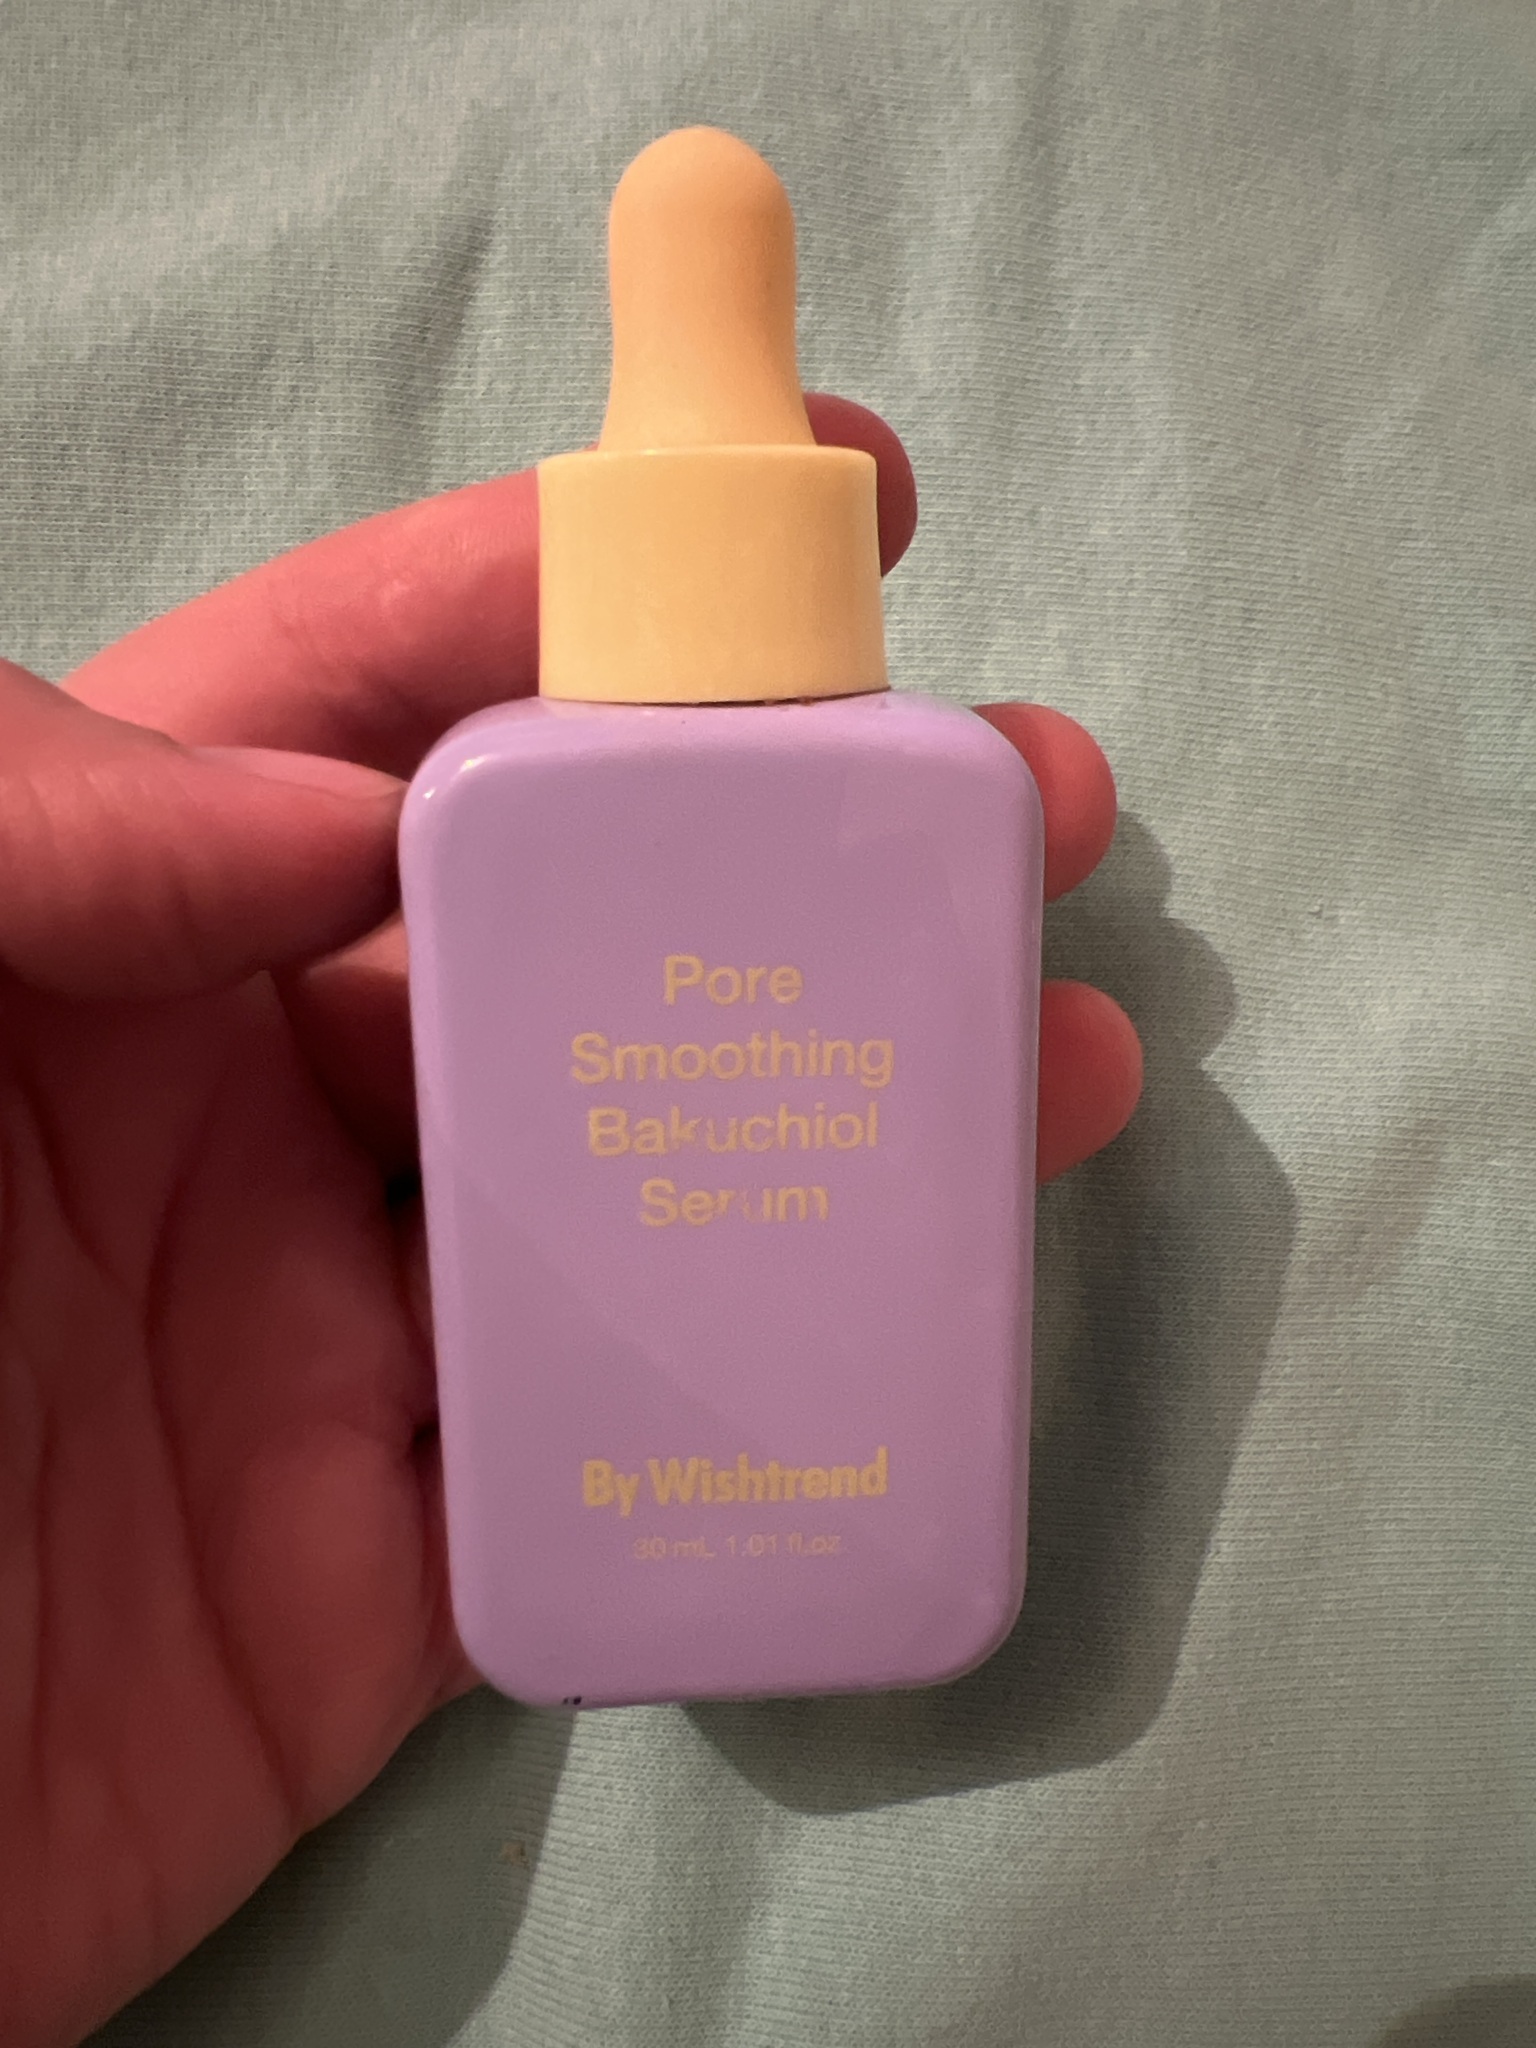 Pore
Smoothing
Bakuchiol
Serum
By Wishtrend
30 mL 1.01 fl.oz